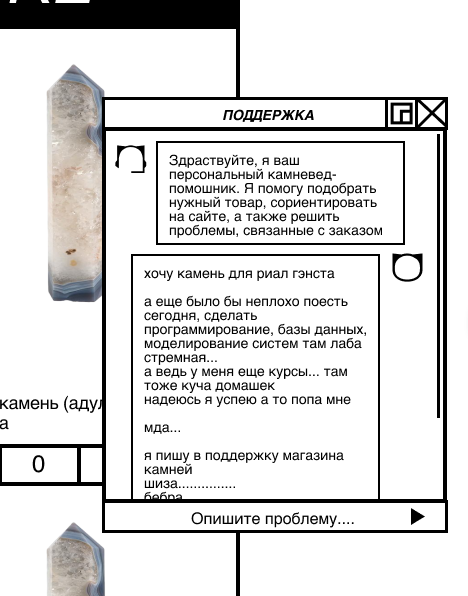 ПОДДЕРЖКА
Здраствуйте, я ваш
персональный камневед-
помошник. Я помогу подобрать
нужный товар, сориентировать
на сайте, а также решить
проблемы, связанные с заказом
хочу камень для риал гэнста
а еще было бы неплохо поесть
сегодня, сделать
программирование, базы данных,
моделирование систем там лаба
стремная...
а ведь у меня еще курсы... там
тоже куча домашек
надеюсь я успею а то попа мне
мда...
я пишу в поддержку магазина
камней
шиза...............
бебра
камень (адул
а
0
Опишите проблему....